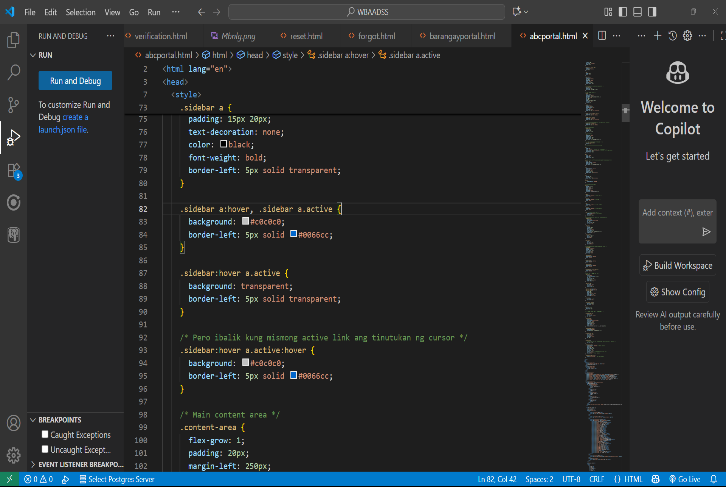 File Edit Selection View Go Run ··· WBAADSS
RUN AND DEBUG ···
verification.html Mbnlg.png reset.html forgot.html barangayportal.html abcportal.html
abcportal.html > html > head > style > .sidebar a:hover > .sidebar a.active
RUN
Run and Debug
To customize Run and
Debug create a
launch.json file.
3
2 <html lang="en">
3 <head>
7 <style>
73 .sidebar a {
75 padding: 15px 20px;
76 text-decoration: none;
77 color: black;
78 font-weight: bold;
79 border-left: 5px solid transparent;
80 }
81
82 .sidebar a:hover, .sidebar a.active {
83 background: #c0c0c0;
84 border-left: 5px solid #0066cc;
85 }
86
87 .sidebar:hover a.active {
88 background: transparent;
89 border-left: 5px solid transparent;
90 }
91
92 /* Pero ibalik kung mismong active link ang tinutukan ng cursor */
93 .sidebar:hover a.active:hover {
94 background: #c0c0c0;
95 border-left: 5px solid #0066cc;
96 }
97
98 /* Main content area */
99 .content-area {
100 flex-grow: 1;
101 padding: 20px;
102 margin-left: 250px;
Welcome to
Copilot
Let's get started
Add context (#), exter
Build Workspace
Show Config
Review AI output carefully
before use.
BREAKPOINTS
Caught Exceptions
Uncaught Except...
EVENT LISTENER BREAKPO...
0 0 Select Postgres Server Ln 82, Col 42 Spaces: 2 UTF-8 CRLF {} HTML Go Live